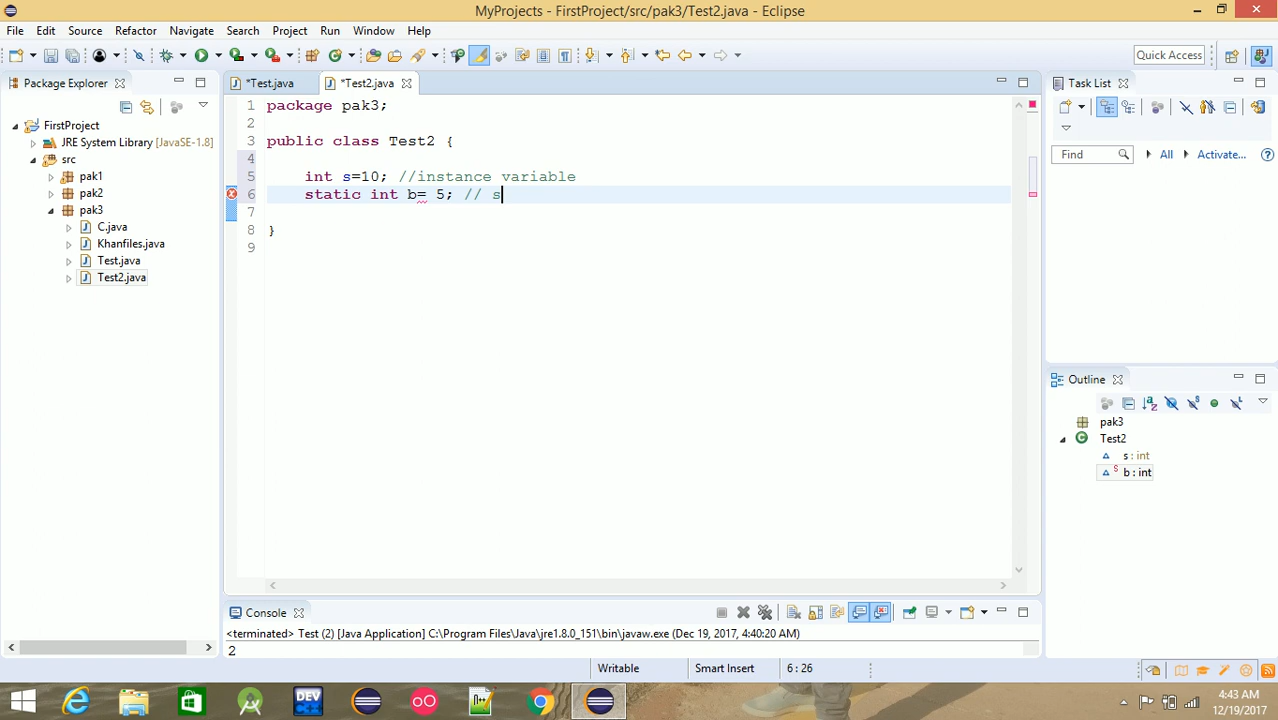 MyProjects - FirstProject/src/pak3/Test2.java - Eclipse
File Edit Source Refactor Navigate Search Project Run Window Help
Quick Access
Package Explorer
*Test.java
*Test2.java
Task List
FirstProject
JRE System Library [JavaSE-1.8]
src
pak1
pak2
pak3
C.java
Khanfiles.java
Test.java
Test2.java
1 package pak3;
2
3 public class Test2 {
4
5 int s=10; //instance variable
6 static int b= 5; // s
7
8 }
9
Find
All
Activate...
Outline
pak3
Test2
s : int
b : int
Console
<terminated> Test (2) [Java Application] C:\Program Files\Java\jre1.8.0_151\bin\javaw.exe (Dec 19, 2017, 4:40:20 AM)
2
Writable
Smart Insert
6 : 26
DEV
4:43 AM
12/19/2017